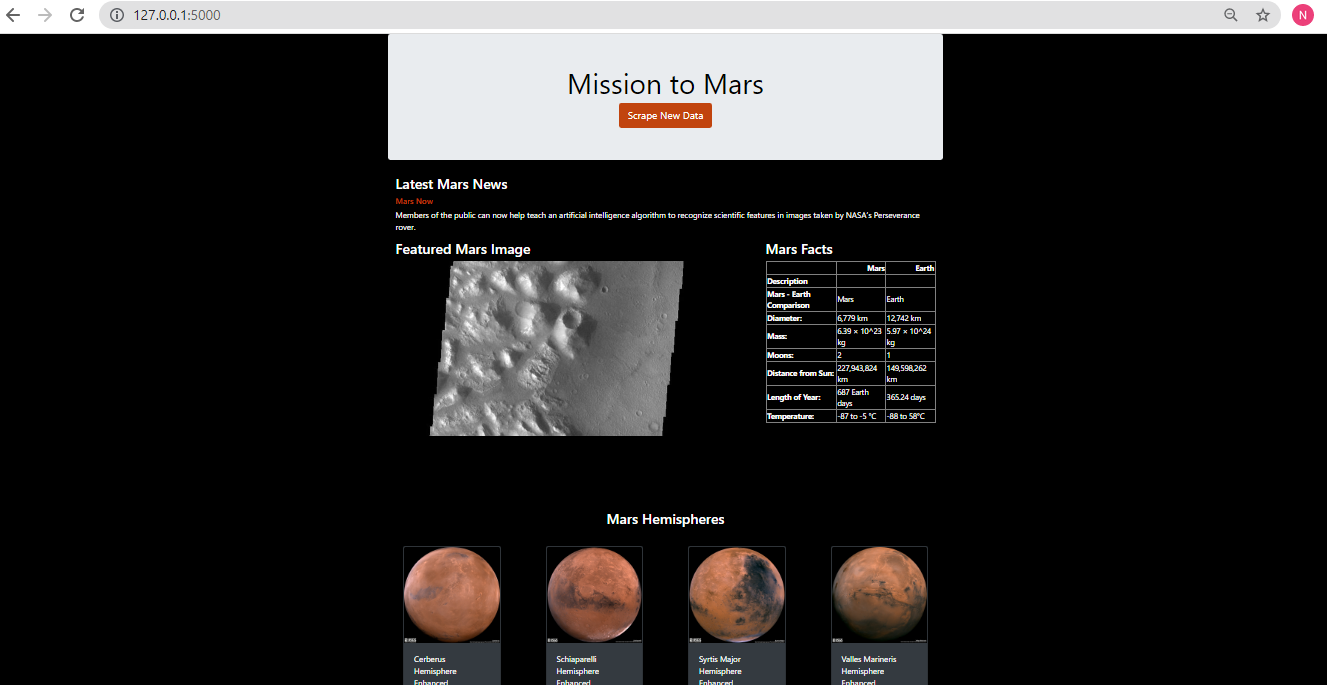 127.0.0.1:5000
N
Mission to Mars
Scrape New Data
Latest Mars News
Mars Now
Members of the public can now help teach an artificial intelligence algorithm to recognize scientific features in images taken by NASA's Perseverance
rover.
Featured Mars Image
Mars Facts
Mars Earth
Description
Mars - Earth
Comparison
Mars Earth
Diameter: 6,779 km 12,742 km
Mass: 6.39 × 10^23
kg 5.97 × 10^24
kg
Moons: 2 1
Distance from Sun: 227,943,824
km 149,598,262
km
Length of Year: 687 Earth
days 365.24 days
Temperature: -87 to -5 °C -88 to 58°C
Mars Hemispheres
Cerberus
Hemisphere
Enhanced
Schiaparelli
Hemisphere
Enhanced
Syrtis Major
Hemisphere
Enhanced
Valles Marineris
Hemisphere
Enhanced